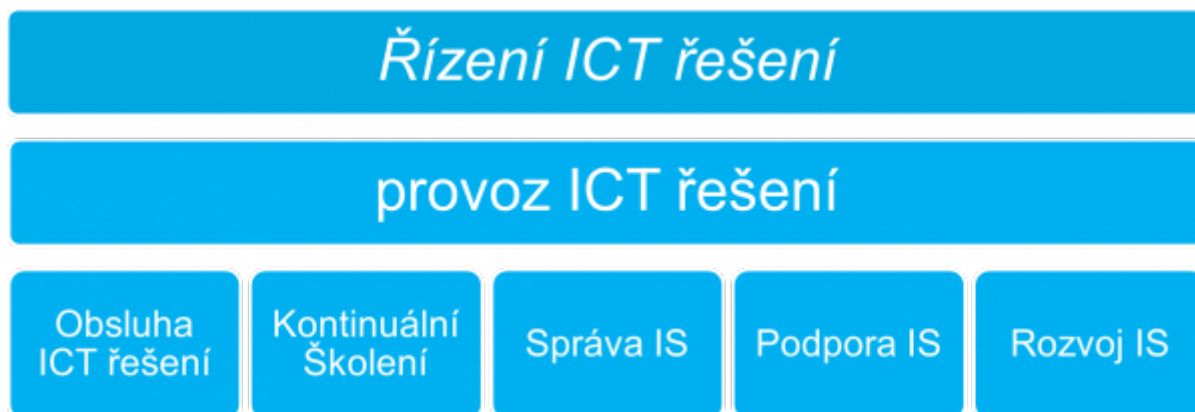 Řízení ICT řešení
provoz ICT řešení
Obsluha
ICT řešení
Kontinuální
Školení
Správa IS
Podpora IS
Rozvoj IS